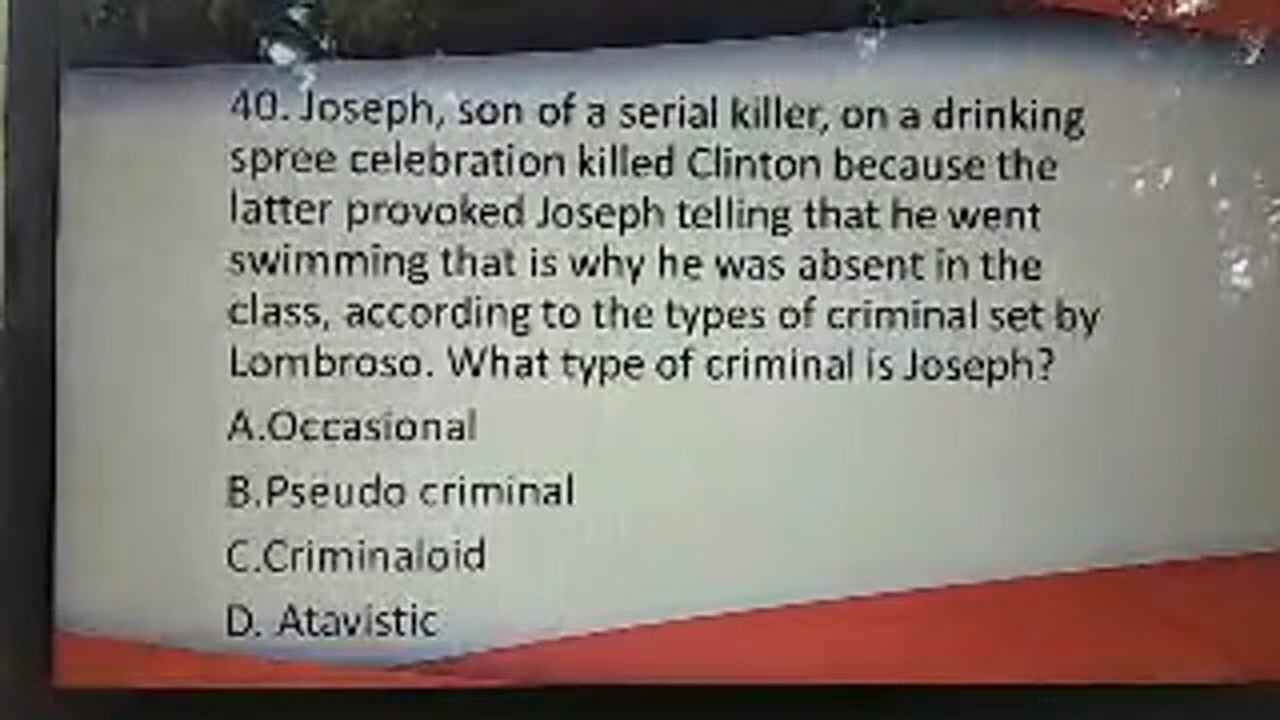 40. Joseph, son of a serial killer, on a drinking
spree celebration killed Clinton because the
latter provoked Joseph telling that he went
swimming that is why he was absent in the
class, according to the types of criminal set by
Lombroso. What type of criminal is Joseph?
A.Occasional
B.Pseudo criminal
C.Criminaloid
D. Atavistic